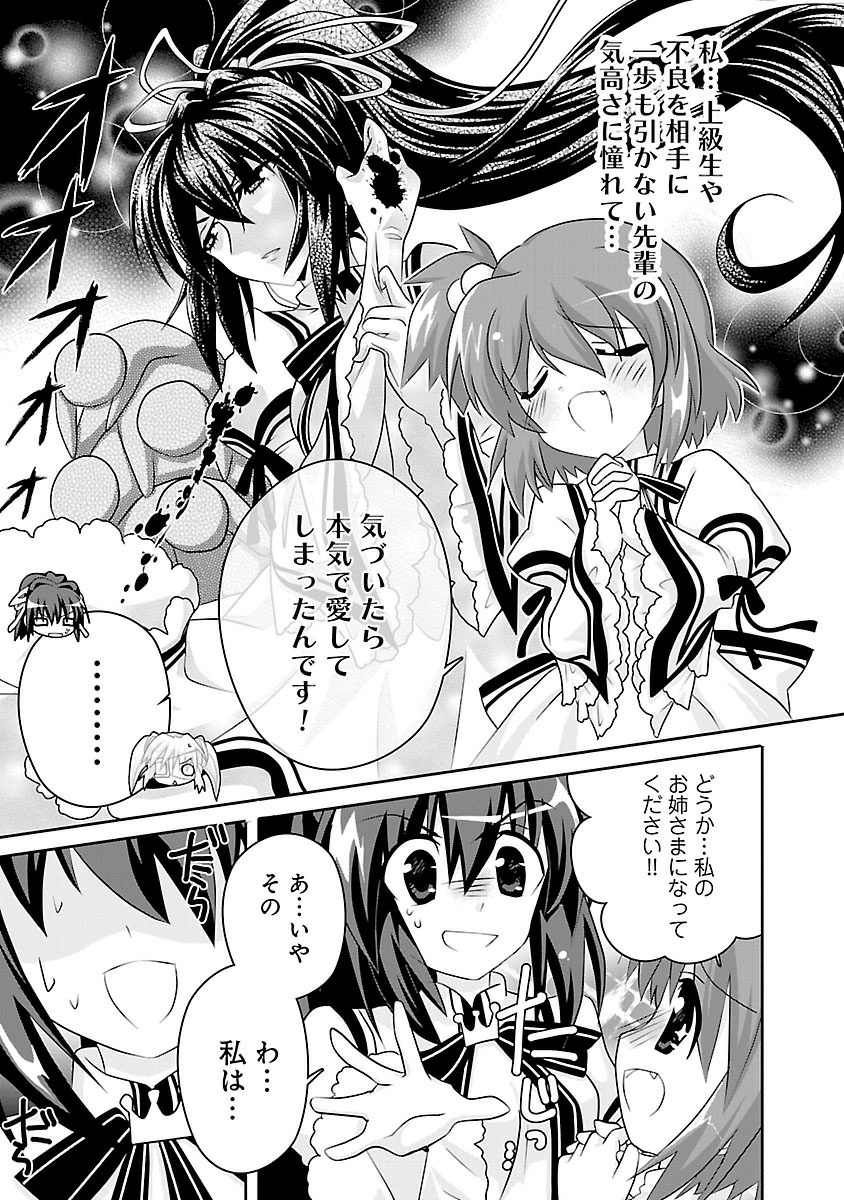 私…上級生や
不良を相手に
一歩も引かない先輩の
気高さに憧れて…
オオオオオ
気づいたら
本気で愛して
しまったんです！
………
どうか…私の
お姉さまになって
ください!!
キラッ
あ…いや
その
わ…
私は…
だら
だら